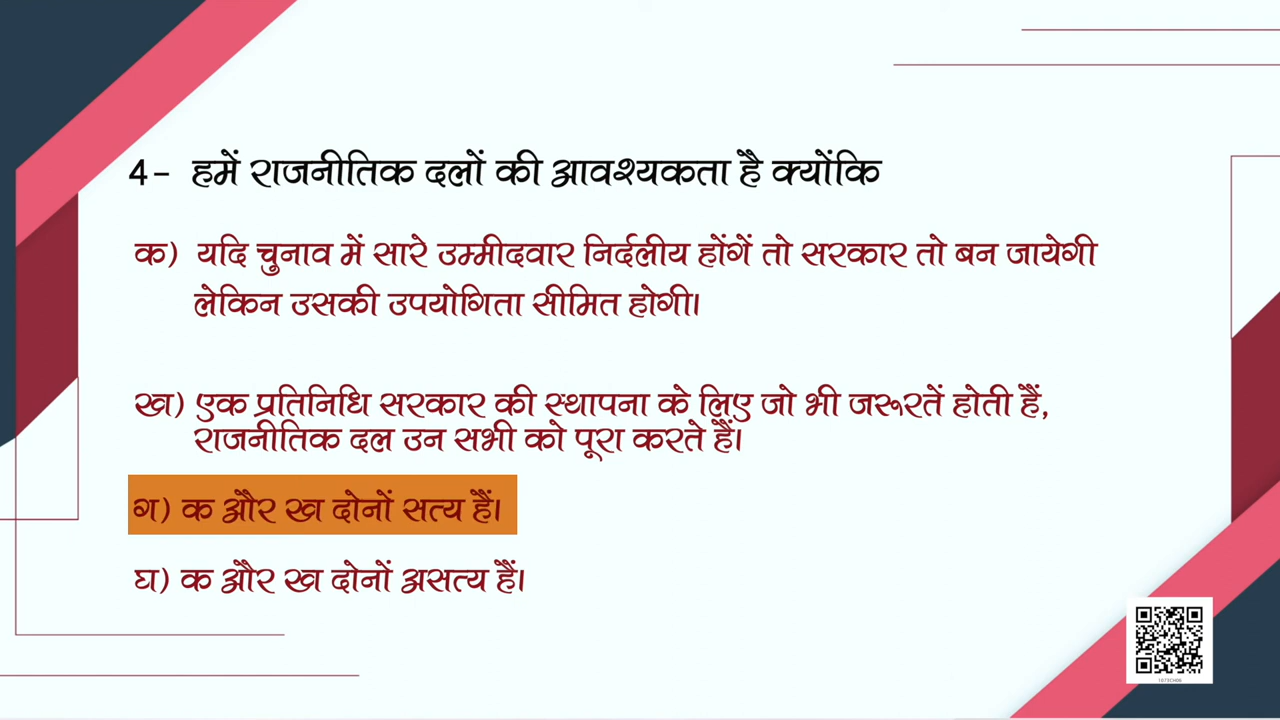 4- हमें राजनीतिक दलों की आवश्यकता है क्योंकि
क) यदि चुनाव में सारे उम्मीदवार निर्दलीय होंगें तो सरकार तो बन जायेगी
लेकिन उसकी उपयोगिता सीमित होगी।
ख) एक प्रतिनिधि सरकार की स्थापना के लिए जो भी जरूरतें होती हैं,
राजनीतिक दल उन सभी को पूरा करते हैं।
ग) क और ख दोनों सत्य हैं।
घ) क और ख दोनों असत्य हैं।